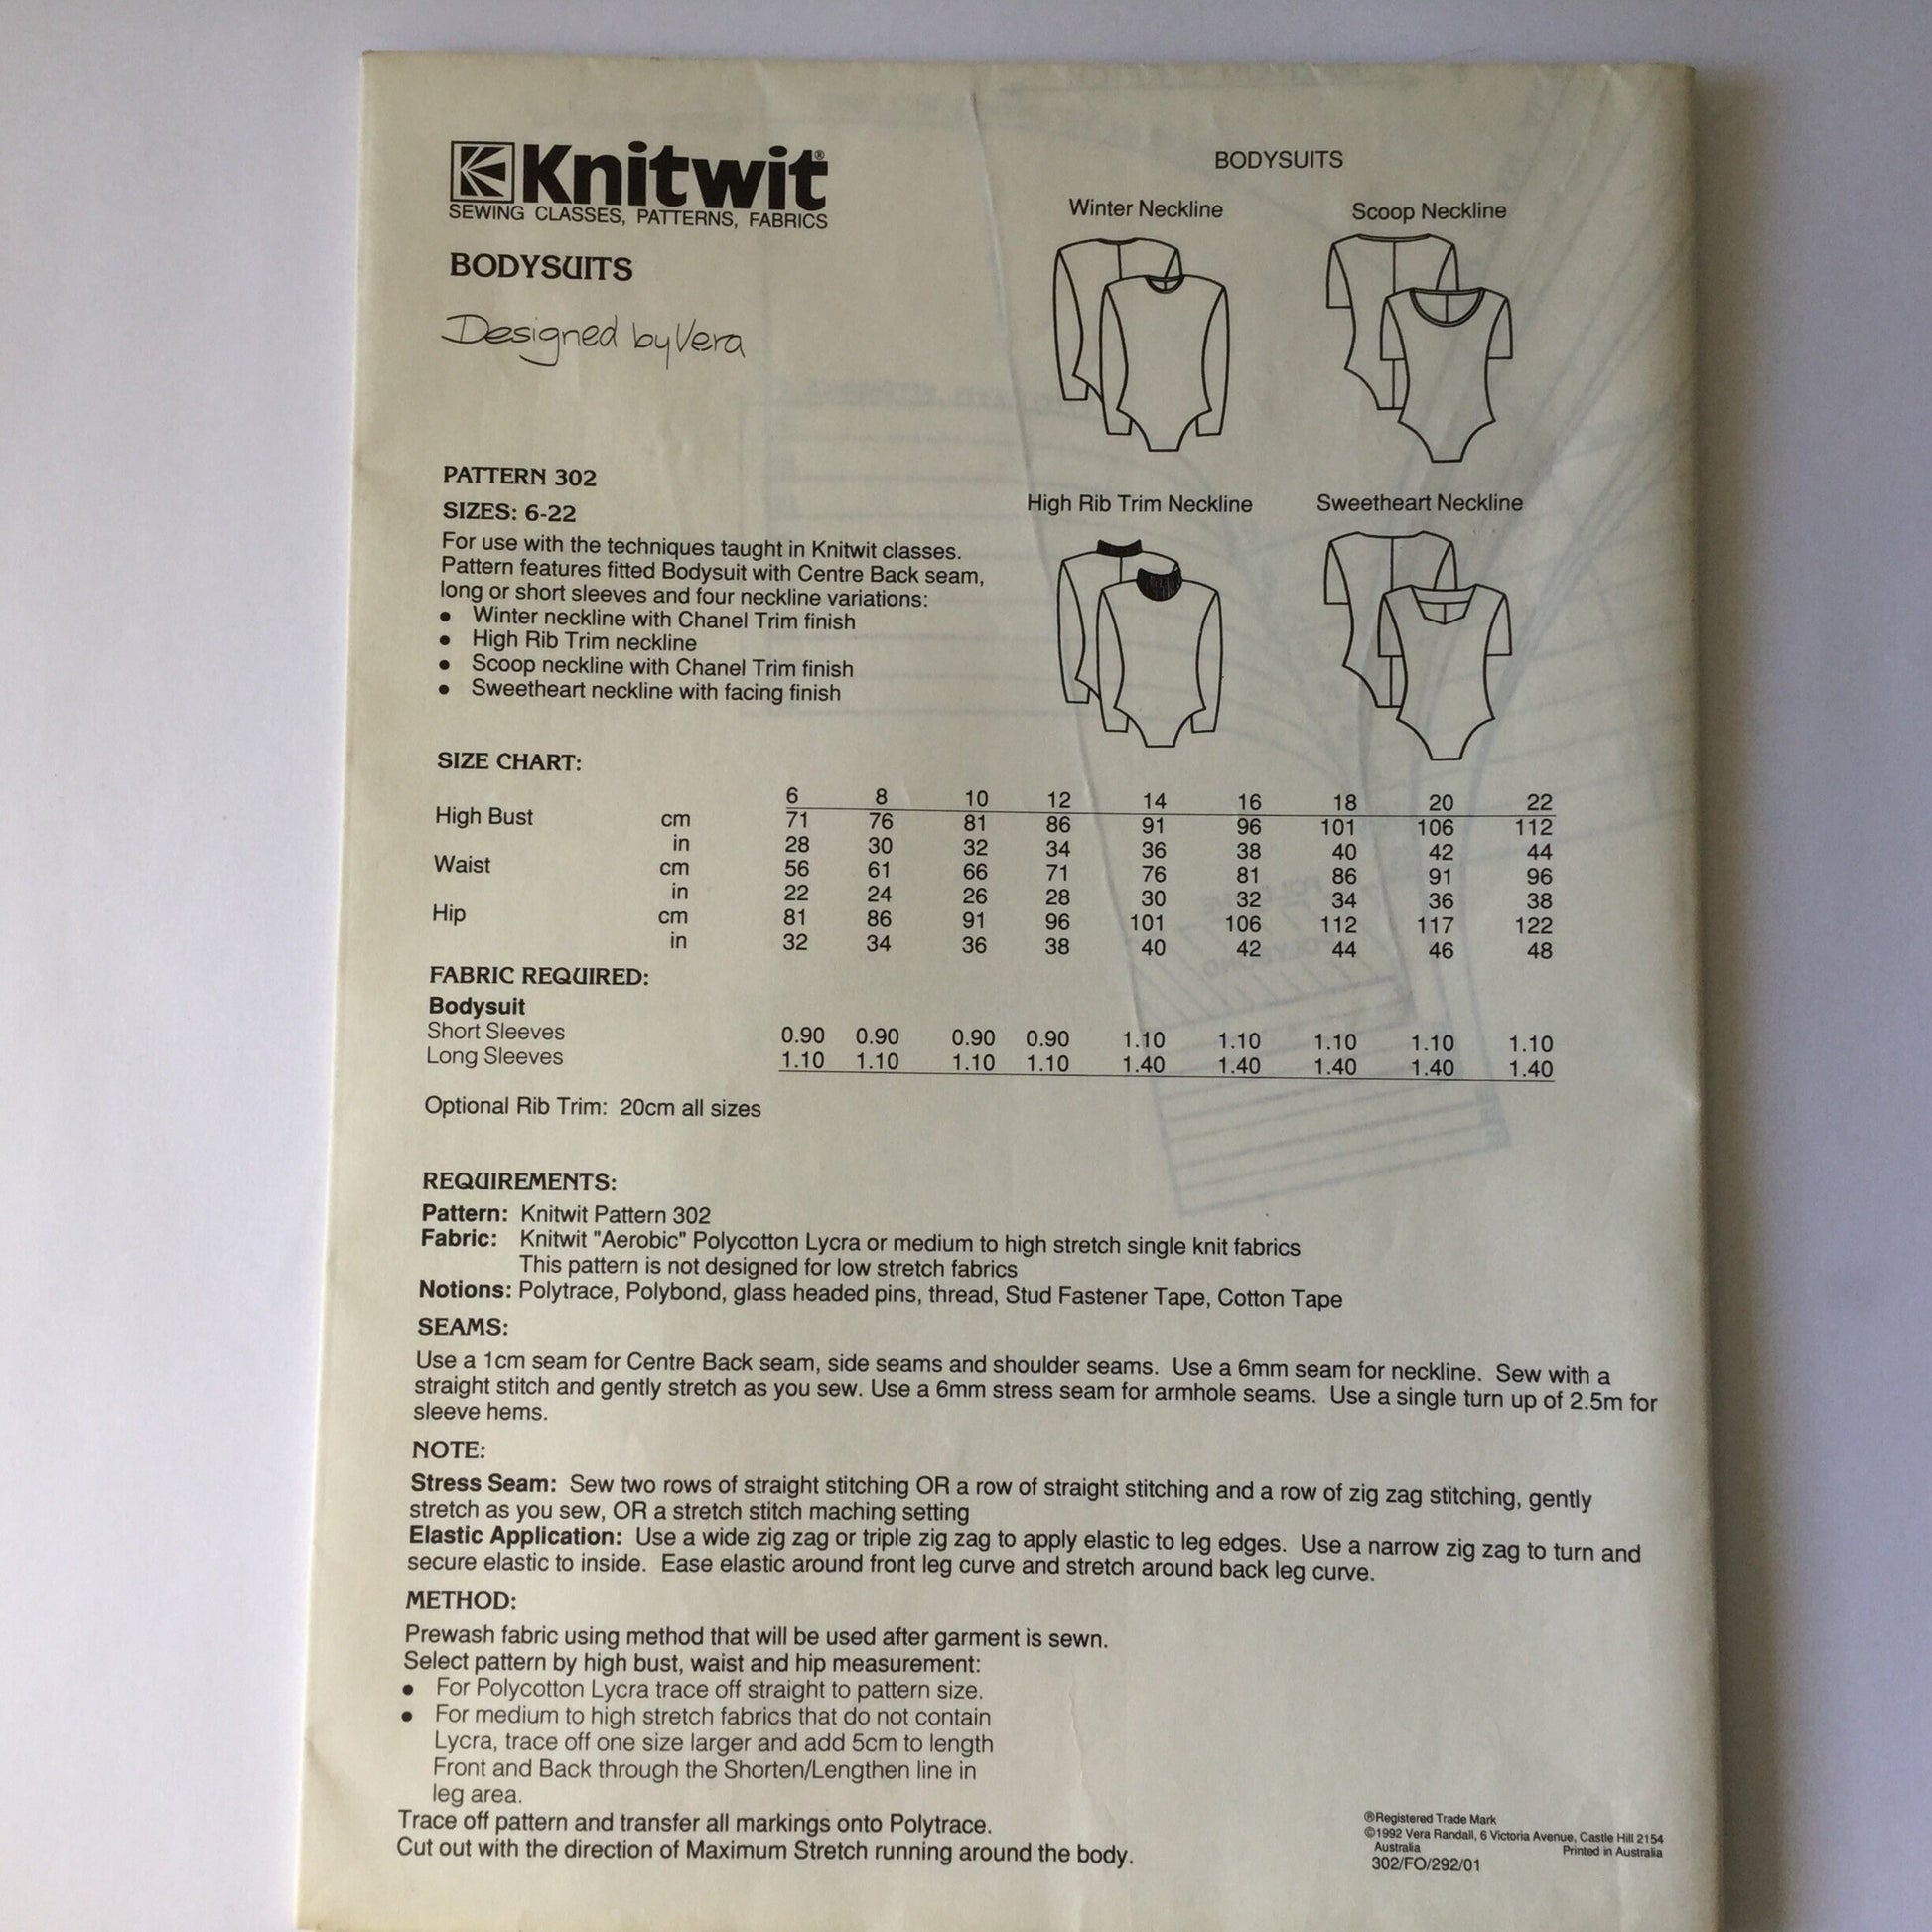 Knitwit®
SEWING CLASSES, PATTERNS, FABRICS
BODYSUITS
Designed by Vera
BODYSUITS
Winter Neckline Scoop Neckline
High Rib Trim Neckline Sweetheart Neckline
PATTERN 302
SIZES: 6-22
For use with the techniques taught in Knitwit classes.
Pattern features fitted Bodysuit with Centre Back seam,
long or short sleeves and four neckline variations:
● Winter neckline with Chanel Trim finish
● High Rib Trim neckline
● Scoop neckline with Chanel Trim finish
● Sweetheart neckline with facing finish
SIZE CHART:
6 8 10 12 14 16 18 20 22
High Bust cm 71 76 81 86 91 96 101 106 112
in 28 30 32 34 36 38 40 42 44
Waist cm 56 61 66 71 76 81 86 91 96
in 22 24 26 28 30 32 34 36 38
Hip cm 81 86 91 96 101 106 112 117 122
in 32 34 36 38 40 42 44 46 48
FABRIC REQUIRED:
Bodysuit
Short Sleeves 0.90 0.90 0.90 0.90 1.10 1.10 1.10 1.10 1.10
Long Sleeves 1.10 1.10 1.10 1.10 1.40 1.40 1.40 1.40 1.40
Optional Rib Trim: 20cm all sizes
REQUIREMENTS:
Pattern: Knitwit Pattern 302
Fabric: Knitwit "Aerobic" Polycotton Lycra or medium to high stretch single knit fabrics
This pattern is not designed for low stretch fabrics
Notions: Polytrace, Polybond, glass headed pins, thread, Stud Fastener Tape, Cotton Tape
SEAMS:
Use a 1cm seam for Centre Back seam, side seams and shoulder seams. Use a 6mm seam for neckline. Sew with a
straight stitch and gently stretch as you sew. Use a 6mm stress seam for armhole seams. Use a single turn up of 2.5m for
sleeve hems.
NOTE:
Stress Seam: Sew two rows of straight stitching OR a row of straight stitching and a row of zig zag stitching, gently
stretch as you sew, OR a stretch stitch maching setting
Elastic Application: Use a wide zig zag or triple zig zag to apply elastic to leg edges. Use a narrow zig zag to turn and
secure elastic to inside. Ease elastic around front leg curve and stretch around back leg curve.
METHOD:
Prewash fabric using method that will be used after garment is sewn.
Select pattern by high bust, waist and hip measurement:
● For Polycotton Lycra trace off straight to pattern size.
● For medium to high stretch fabrics that do not contain
Lycra, trace off one size larger and add 5cm to length
Front and Back through the Shorten/Lengthen line in
leg area.
Trace off pattern and transfer all markings onto Polytrace.
Cut out with the direction of Maximum Stretch running around the body.
®Registered Trade Mark
©1992 Vera Randall, 6 Victoria Avenue, Castle Hill 2154
Australia Printed in Australia
302/FO/292/01